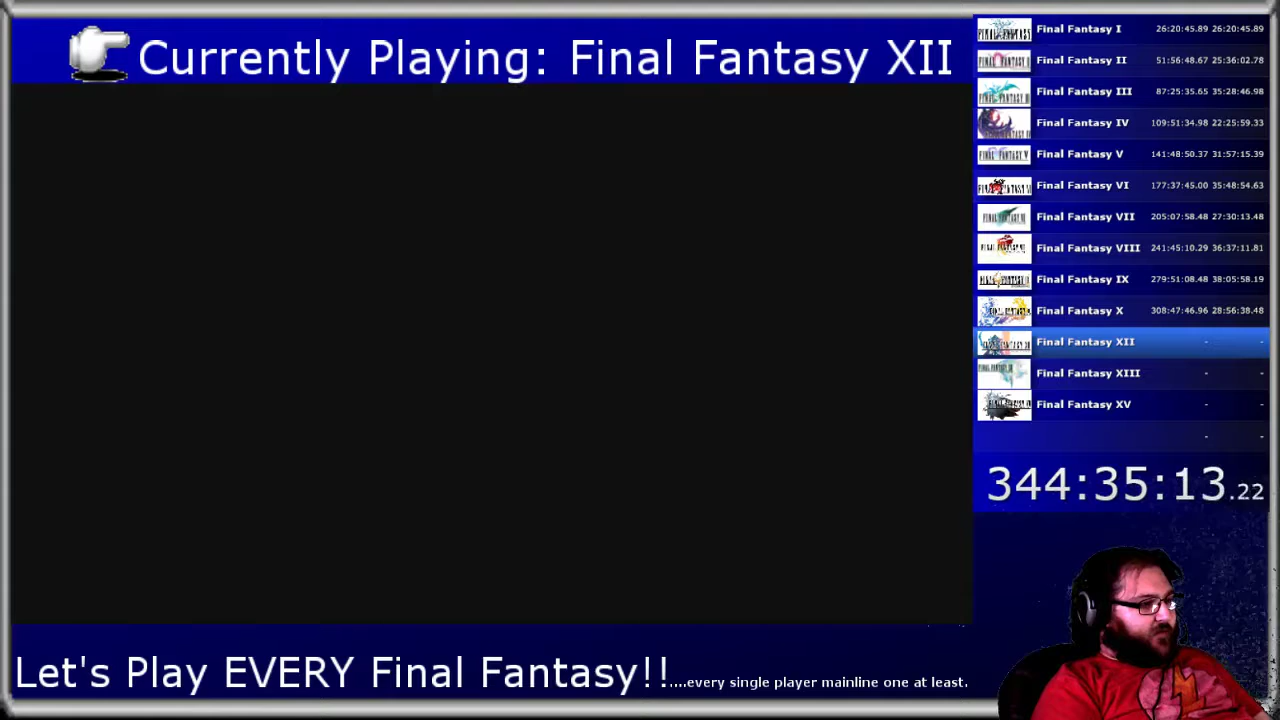 Currently Playing: Final Fantasy XII
Final Fantasy I 26:20:45.89 26:20:45.89
Final Fantasy II 51:56:48.67 25:36:02.78
Final Fantasy III 87:25:35.65 35:28:46.98
Final Fantasy IV 109:51:34.98 22:25:59.33
Final Fantasy V 141:48:50.37 31:57:15.39
Final Fantasy VI 177:37:45.00 35:48:54.63
Final Fantasy VII 205:07:58.48 27:30:13.48
Final Fantasy VIII 241:45:10.29 36:37:11.81
Final Fantasy IX 279:51:08.48 38:05:58.19
Final Fantasy X 308:47:46.96 28:56:38.48
Final Fantasy XII - -
Final Fantasy XIII - -
Final Fantasy XV - -
- -
344:35:13.22
Let's Play EVERY Final Fantasy!!....every single player mainline one at least.